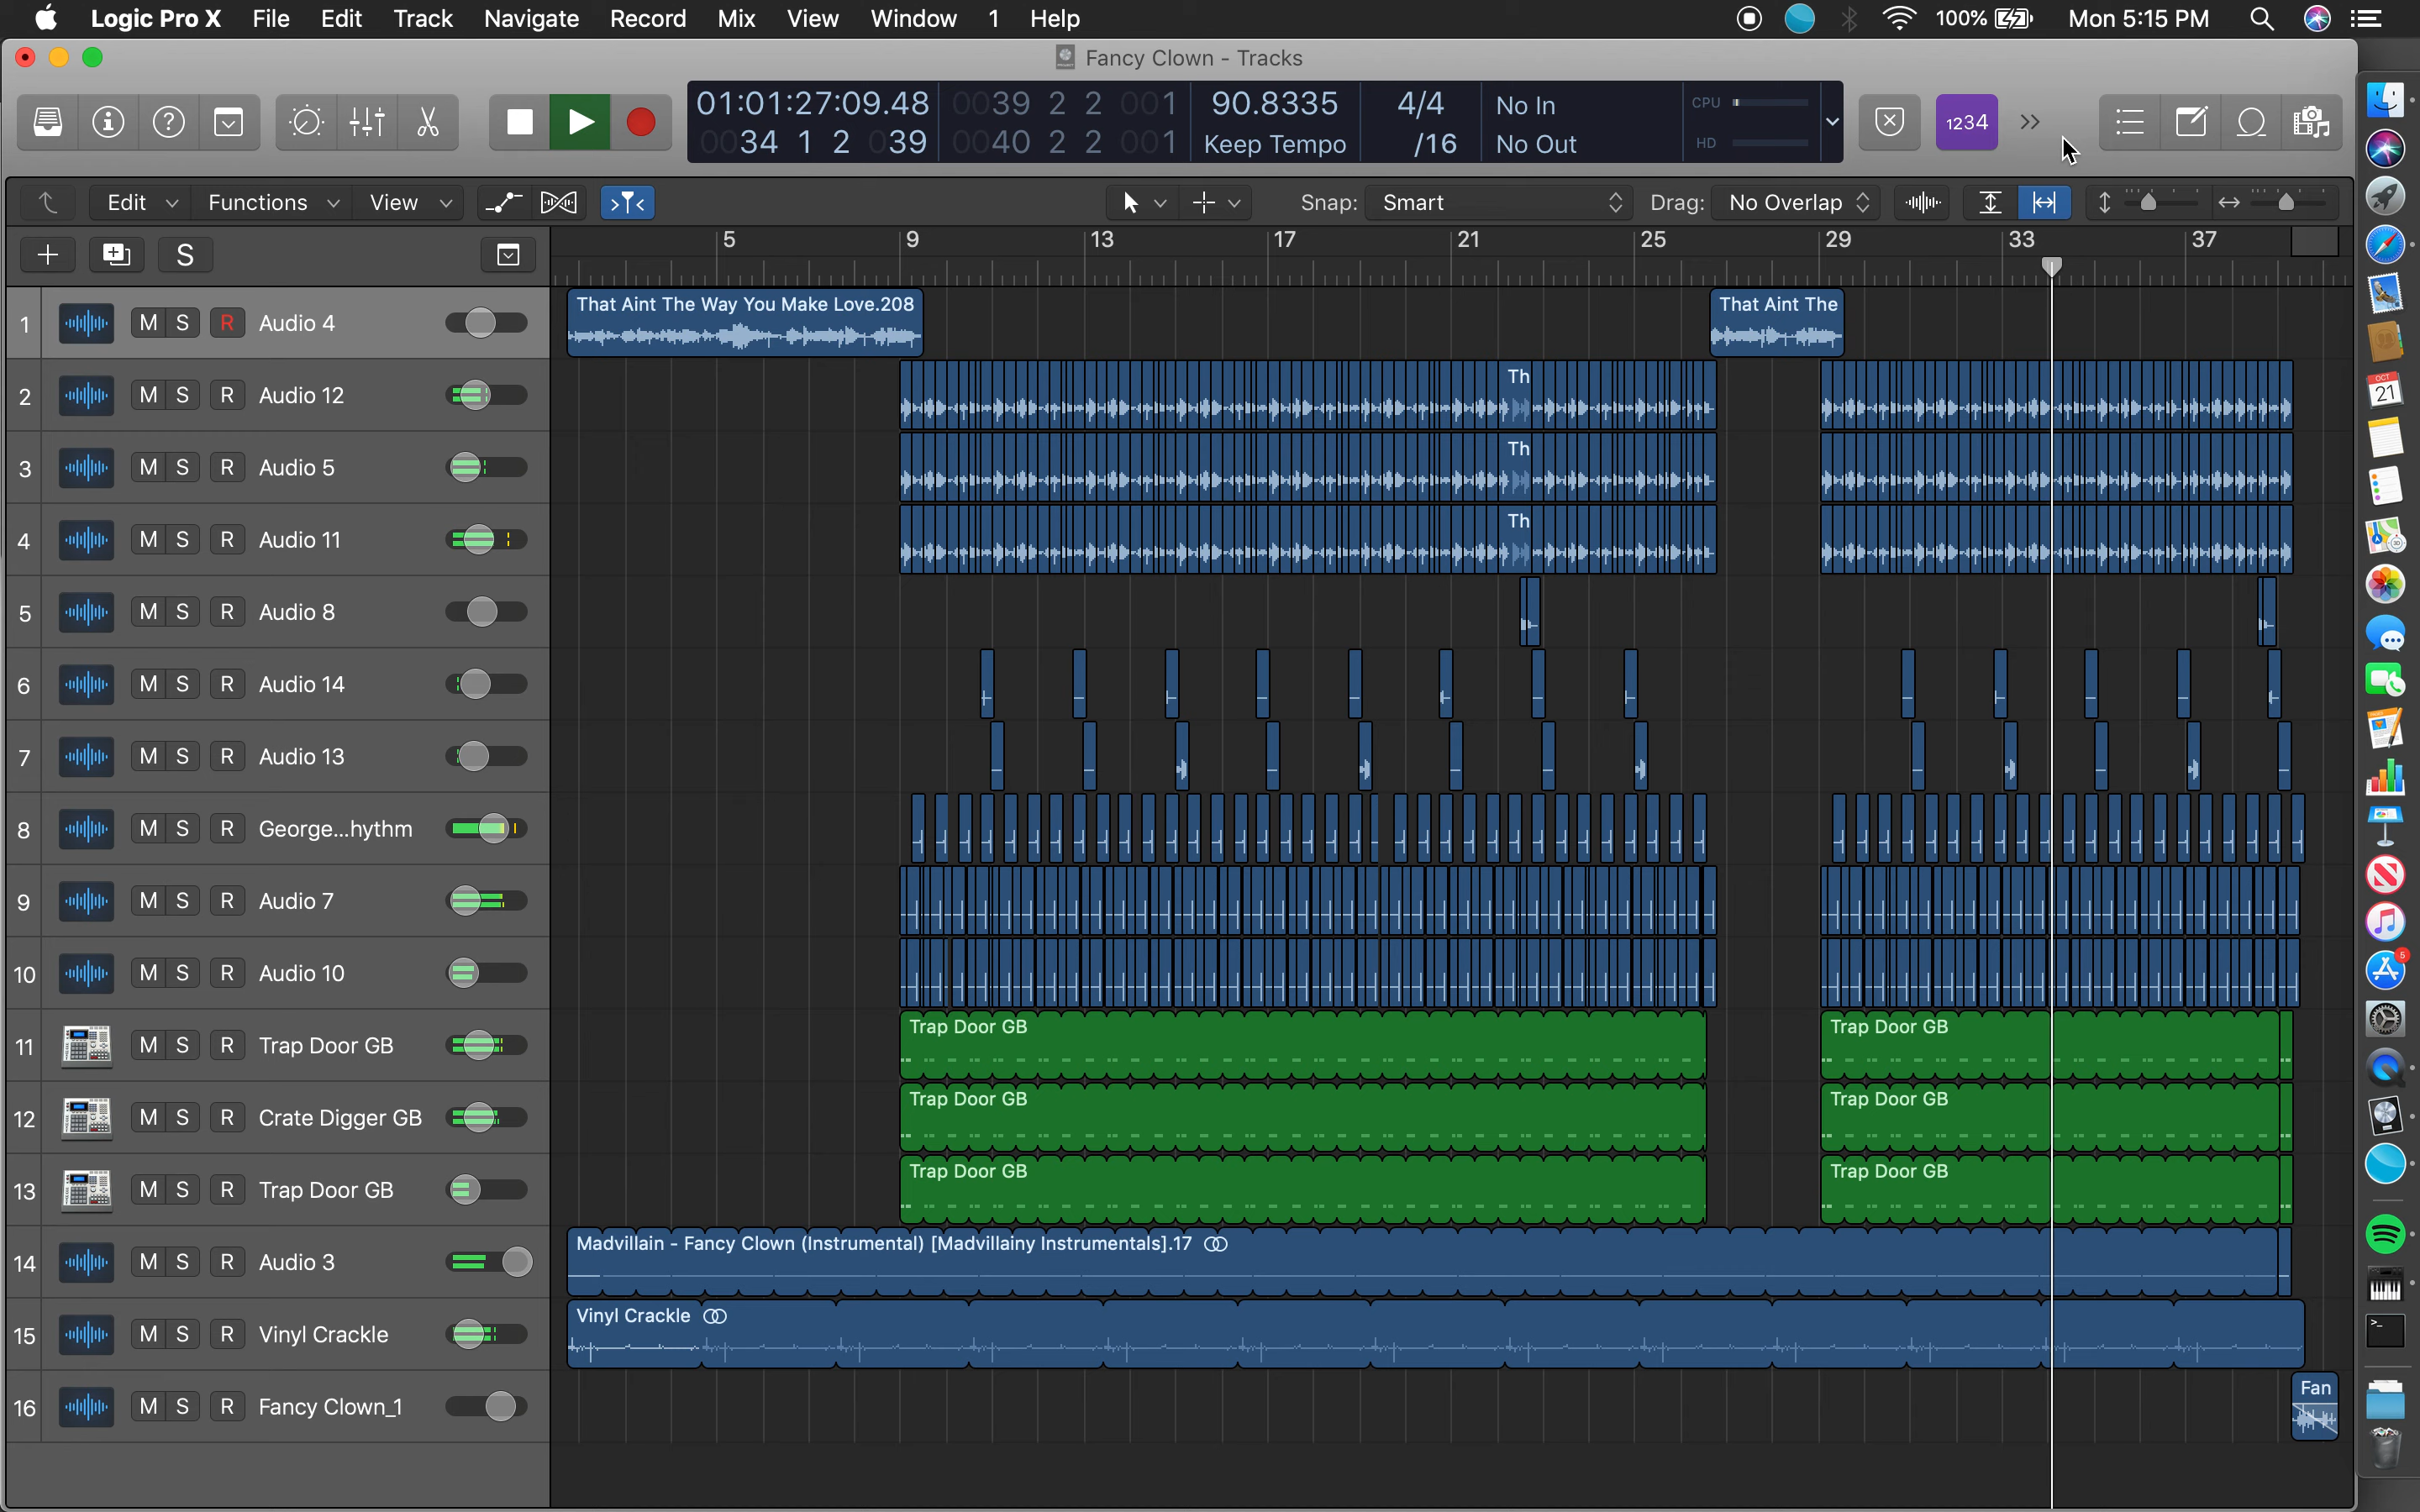 Logic Pro X File Edit Track Navigate Record Mix View Window 1 Help 100% Mon 5:15 PM
Fancy Clown - Tracks
01:01:27:09.48 0039 2 2 001 90.8335 4/4 No In CPU
0034 1 2 039 0040 2 2 001 Keep Tempo /16 No Out HD
1234
Edit Functions View Snap: Smart Drag: No Overlap
S 5 9 13 17 21 25 29 33 37
1 M S R Audio 4 That Aint The Way You Make Love.208 That Aint The
2 M S R Audio 12 Th
3 M S R Audio 5 Th
4 M S R Audio 11 Th
5 M S R Audio 8
6 M S R Audio 14
7 M S R Audio 13
8 M S R George...hythm
9 M S R Audio 7
10 M S R Audio 10
11 M S R Trap Door GB Trap Door GB Trap Door GB
12 M S R Crate Digger GB Trap Door GB Trap Door GB
13 M S R Trap Door GB Trap Door GB Trap Door GB
14 M S R Audio 3 Madvillain - Fancy Clown (Instrumental) [Madvillainy Instrumentals].17
15 M S R Vinyl Crackle Vinyl Crackle
16 M S R Fancy Clown_1 Fan
OCT
21
5